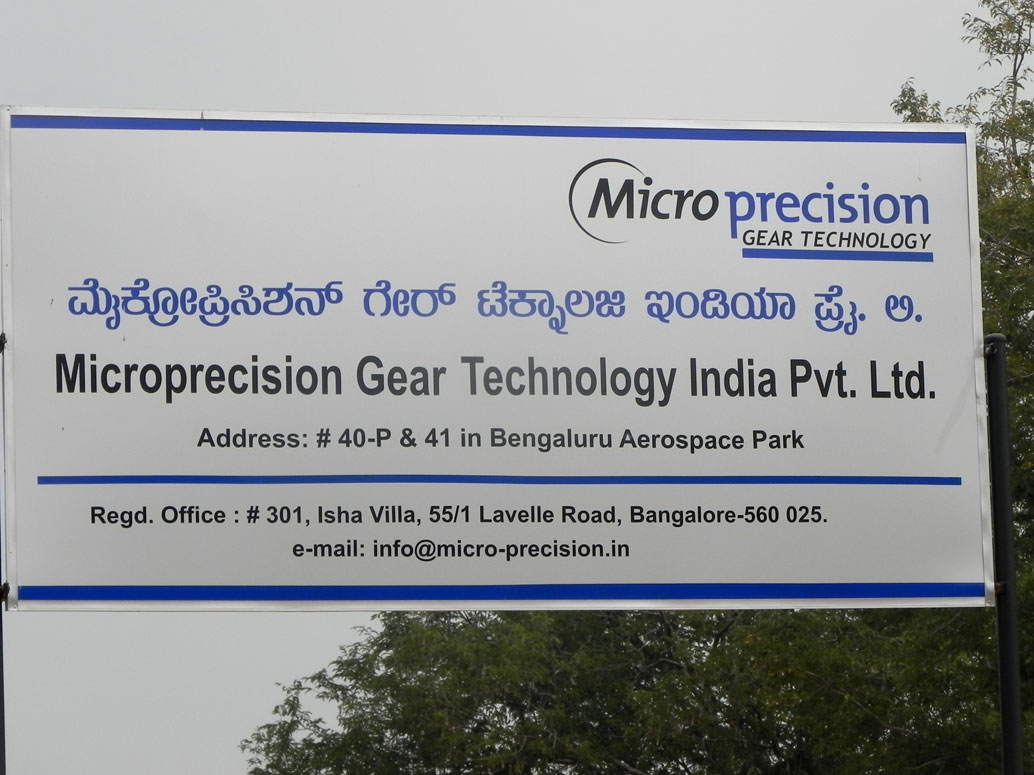 Micro precision
GEAR TECHNOLOGY
ಮೈಕ್ರೋಪ್ರಿಸಿಶನ್ ಗೇರ್ ಟೆಕ್ನಾಲಜಿ ಇಂಡಿಯಾ ಪ್ರೈ. ಲಿ.
Microprecision Gear Technology India Pvt. Ltd.
Address: # 40-P & 41 in Bengaluru Aerospace Park
Regd. Office : # 301, Isha Villa, 55/1 Lavelle Road, Bangalore-560 025.
e-mail: info@micro-precision.in